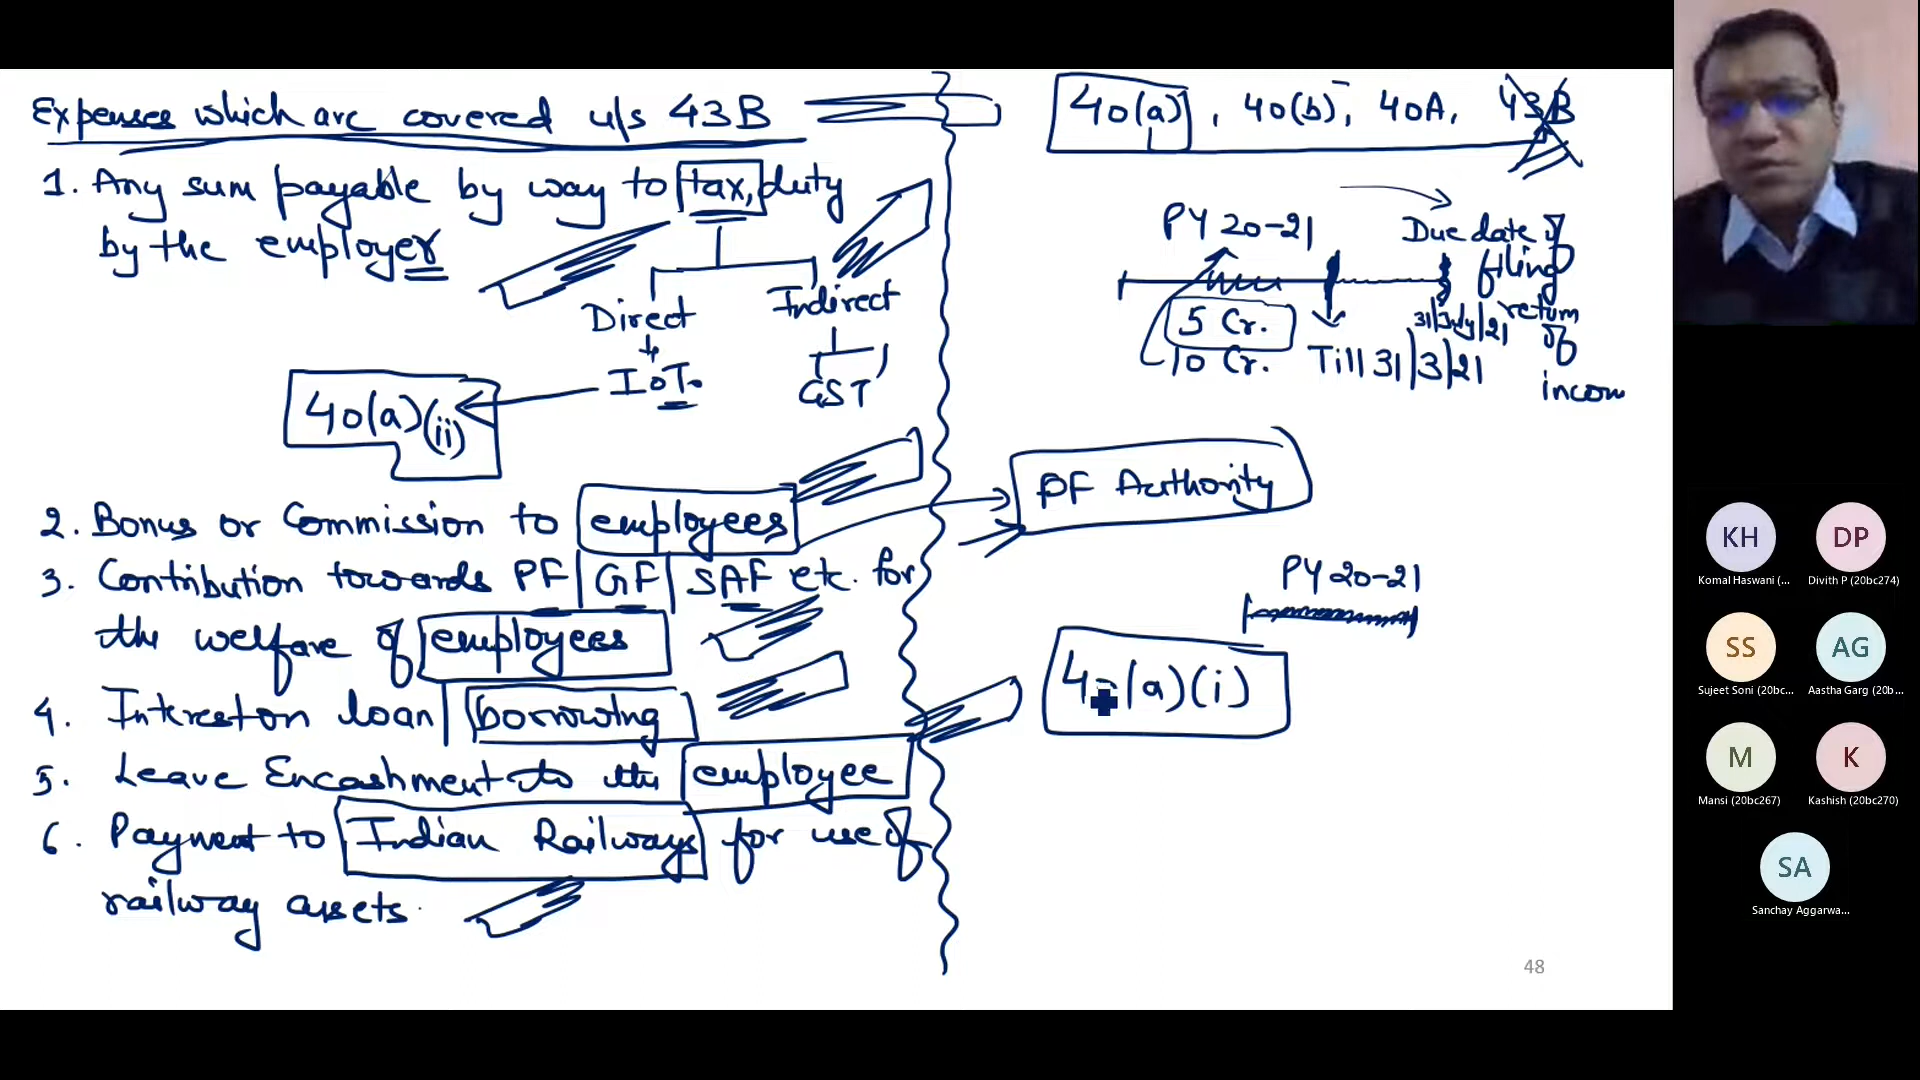 Expenses which are covered u/s 43B
1. Any sum payable by way to tax, duty
by the employer
Direct
Indirect
IoT.
GST
40(a)(ii)
2. Bonus or Commission to employees
3. Contribution towards PF | GF | SAF etc. for
the welfare of employees
4. Interest on loan | borrowing
5. Leave Encashment to the employee
6. Payment to Indian Railways for use of
railway assets.
40(a), 40(b), 40A, 43B
PY 20-21
Due date of
filing
return
of
incom
5 Cr.
10 Cr.
Till 31/3/21
31/July/21
PF Authority
PY 20-21
40(a)(i)
48
KH
Komal Haswani (...
DP
Divith P (20bc274)
SS
Sujeet Soni (20bc...
AG
Aastha Garg (20b...
M
Mansi (20bc267)
K
Kashish (20bc270)
SA
Sanchay Aggarwa...